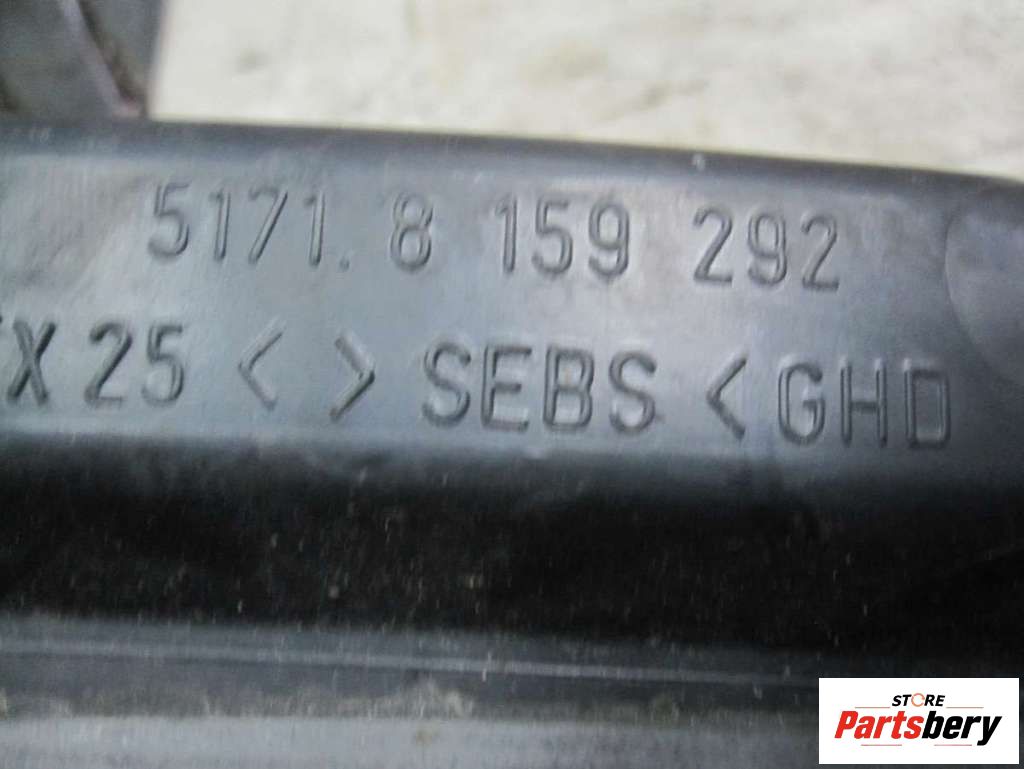 5171. 8 159 292
X 25 < > SEBS < GHD
STORE
Partsbery